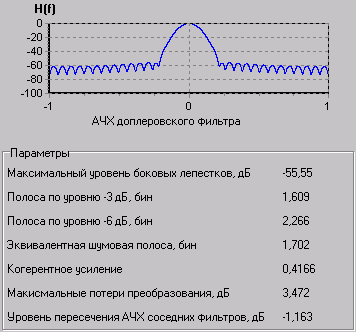 H(f)
0
-20
-40
-60
-80
-100
-1 0 1
АЧХ доплеровского фильтра
Параметры
Максимальный уровень боковых лепестков, дБ -55,55
Полоса по уровню -3 дБ, бин 1,609
Полоса по уровню -6 дБ, бин 2,266
Эквивалентная шумовая полоса, бин 1,702
Когерентное усиление 0,4166
Макисмальные потери преобразования, дБ 3,472
Уровень пересечения АЧХ соседних фильтров, дБ -1,163